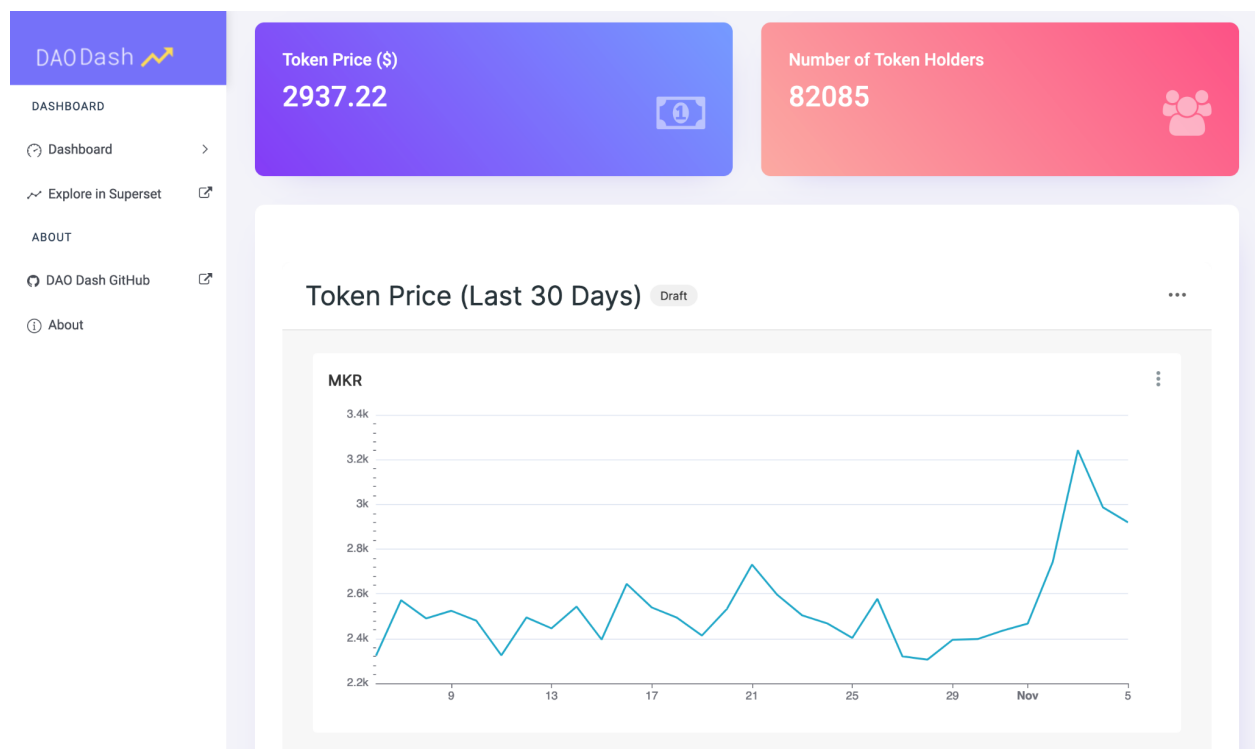 DAO Dash
DASHBOARD
Dashboard
Explore in Superset
ABOUT
DAO Dash GitHub
About
Token Price ($)
2937.22
1
Number of Token Holders
82085
Token Price (Last 30 Days) Draft
MKR
3.4k
3.2k
3k
2.8k
2.6k
2.4k
2.2k
9 13 17 21 25 29 Nov 5